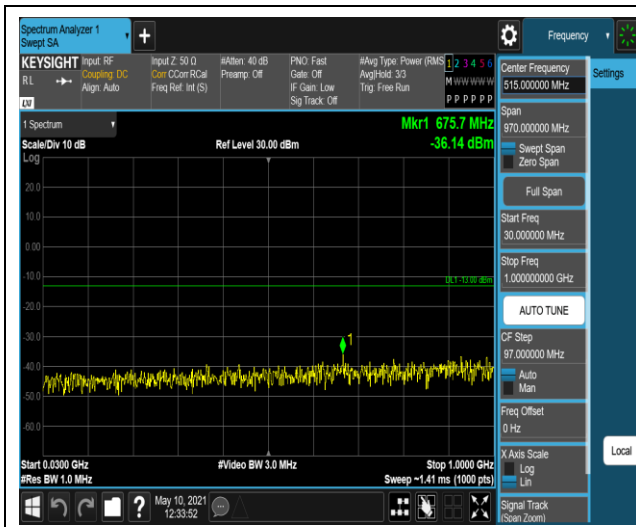 Spectrum Analyzer 1
Swept SA
+
Frequency
KEYSIGHT
Input: RF
Input Z: 50 Ω
#Atten: 40 dB
PNO: Fast
#Avg Type: Power (RMS
1 2 3 4 5 6
RL
Coupling: DC
Corr CCorr RCal
Preamp: Off
Gate: Off
Avg|Hold: 3/3
M W W W W W
Align: Auto
Freq Ref: Int (S)
IF Gain: Low
Trig: Free Run
Sig Track: Off
P P P P P P
LXI
1 Spectrum
Mkr1 675.7 MHz
Scale/Div 10 dB
Ref Level 30.00 dBm
-36.14 dBm
Log
20.0
10.0
0.00
-10.0
DL1 -13.00 dBm
-20.0
-30.0
1
-40.0
-50.0
-60.0
Start 0.0300 GHz
#Video BW 3.0 MHz
Stop 1.0000 GHz
#Res BW 1.0 MHz
Sweep ~1.41 ms (1000 pts)
?
May 10, 2021
12:33:52
Center Frequency
515.000000 MHz
Settings
Span
970.000000 MHz
Swept Span
Zero Span
Full Span
Start Freq
30.000000 MHz
Stop Freq
1.000000000 GHz
AUTO TUNE
CF Step
97.000000 MHz
Auto
Man
Freq Offset
0 Hz
X Axis Scale
Log
Lin
Local
Signal Track
(Span Zoom)